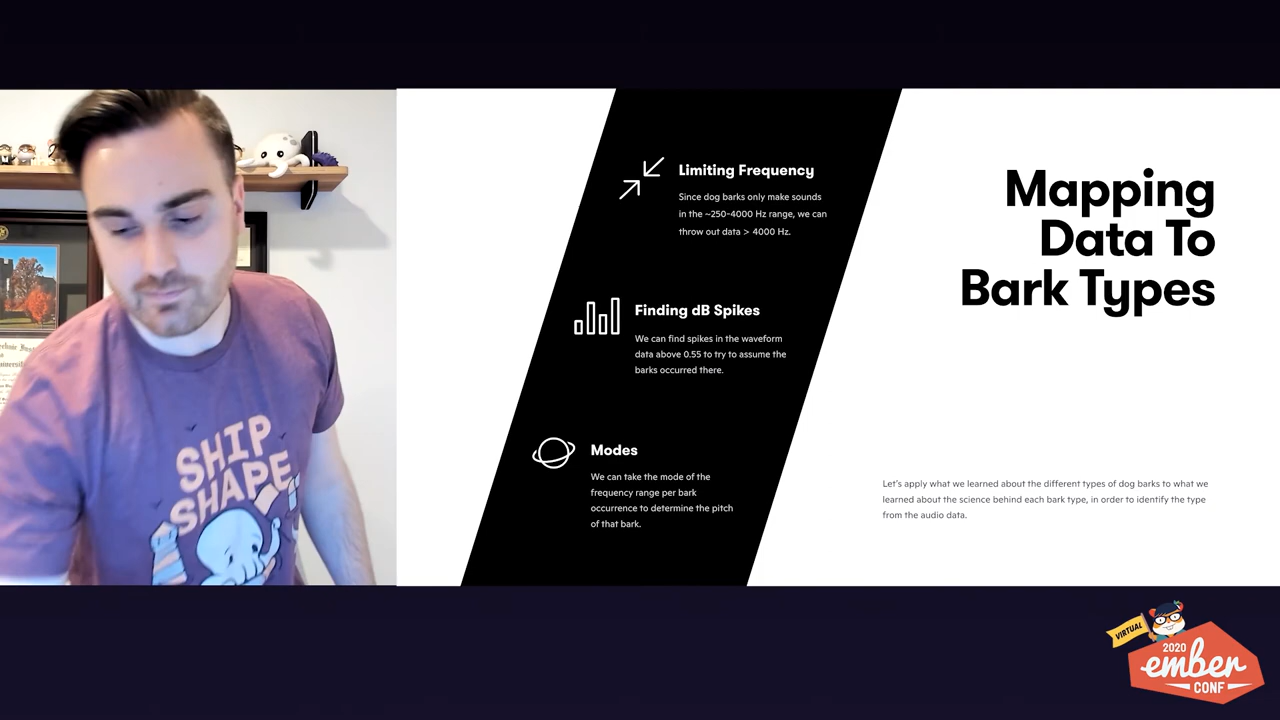 SHIP
SHAPE
Limiting Frequency
Since dog barks only make sounds
in the ~250-4000 Hz range, we can
throw out data > 4000 Hz.
Finding dB Spikes
We can find spikes in the waveform
data above 0.55 to try to assume the
barks occurred there.
Modes
We can take the mode of the
frequency range per bark
occurrence to determine the pitch
of that bark.
Mapping
Data To
Bark Types
Let's apply what we learned about the different types of dog barks to what we
learned about the science behind each bark type, in order to identify the type
from the audio data.
VIRTUAL
2020
ember
CONF